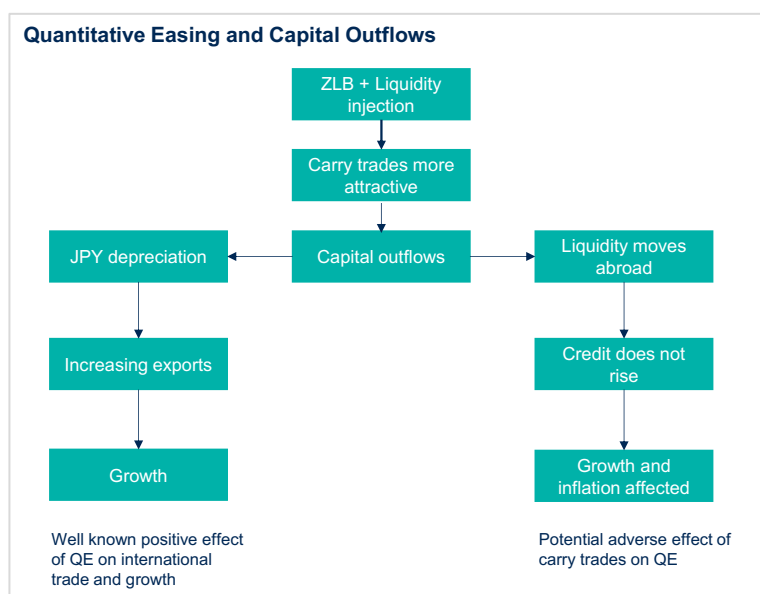 Quantitative Easing and Capital Outflows
ZLB + Liquidity
injection
Carry trades more
attractive
JPY depreciation
Capital outflows
Liquidity moves
abroad
Increasing exports
Credit does not
rise
Growth
Growth and
inflation affected
Well known positive effect
of QE on international
trade and growth
Potential adverse effect of
carry trades on QE